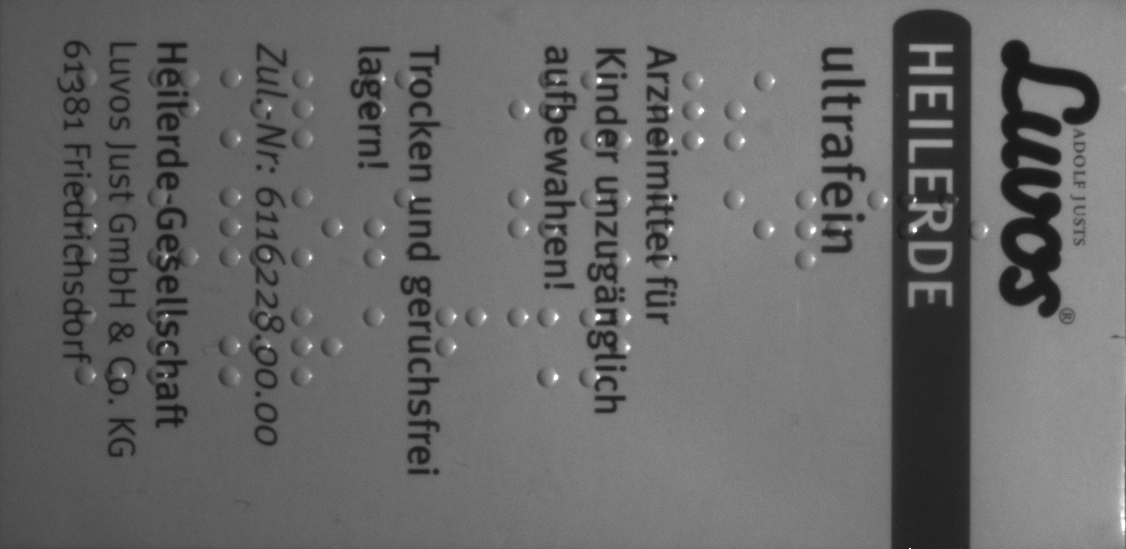 ADOLF JUSTS
Luvos®
HEILERDE
ultrafein
Arzneimittel für
Kinder unzugänglich
aufbewahren!
Trocken und geruchsfrei
lagern!
Zul.-Nr: 6116228.00.00
Heilerde-Gesellschaft
Luvos Just GmbH & Co. KG
61381 Friedrichsdorf